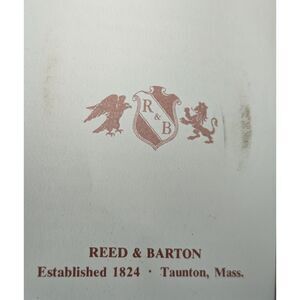 R
&
B
REED & BARTON
Established 1824 · Taunton, Mass.